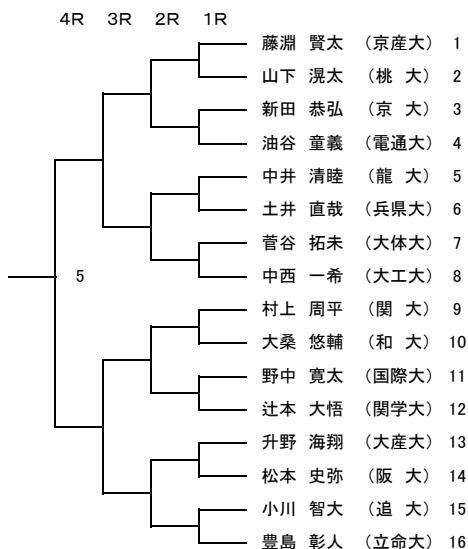 4R 3R 2R 1R
藤淵 賢太 (京産大) 1
山下 滉太 (桃 大) 2
新田 恭弘 (京 大) 3
油谷 童義 (電通大) 4
中井 清睦 (龍 大) 5
土井 直哉 (兵県大) 6
菅谷 拓未 (大体大) 7
5 中西 一希 (大工大) 8
村上 周平 (関 大) 9
大桑 悠輔 (和 大) 10
野中 寛太 (国際大) 11
辻本 大悟 (関学大) 12
升野 海翔 (大産大) 13
松本 史弥 (阪 大) 14
小川 智大 (追 大) 15
豊島 彰人 (立命大) 16